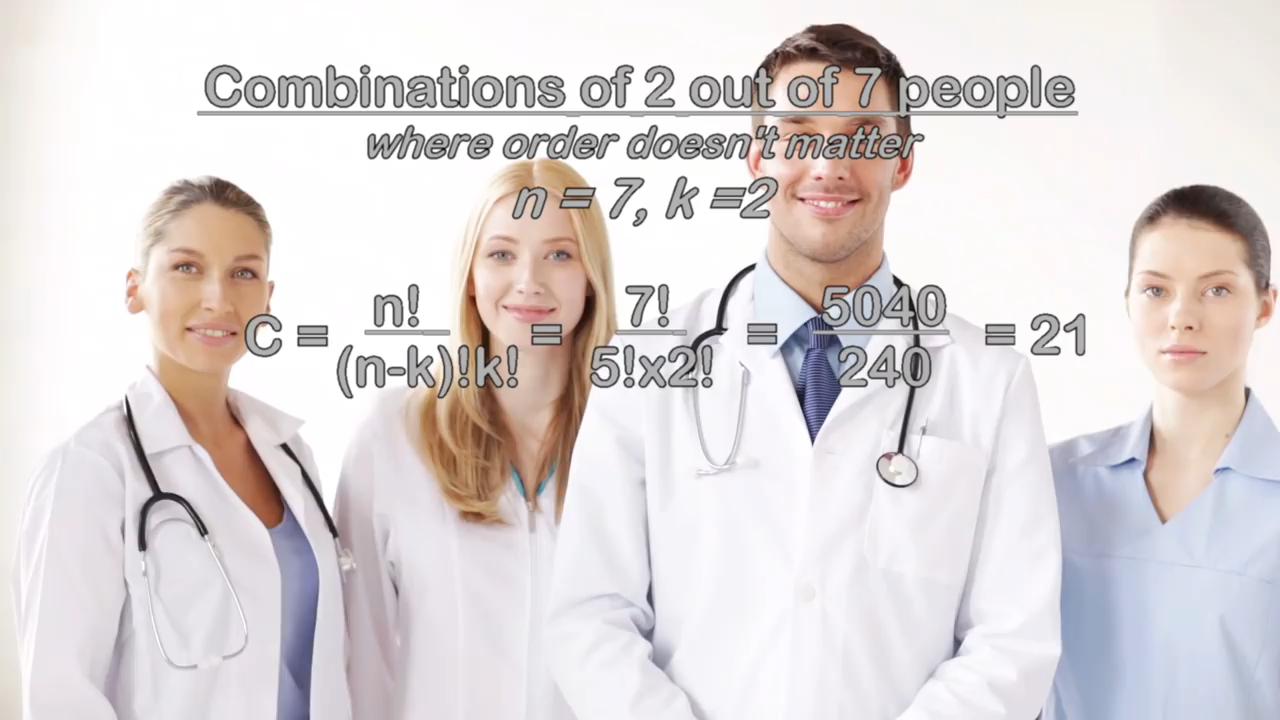 Combinations of 2 out of 7 people
where order doesn't matter
n = 7, k =2
C = n!/(n-k)!k! = 7!/5!x2! = 5040/240 = 21